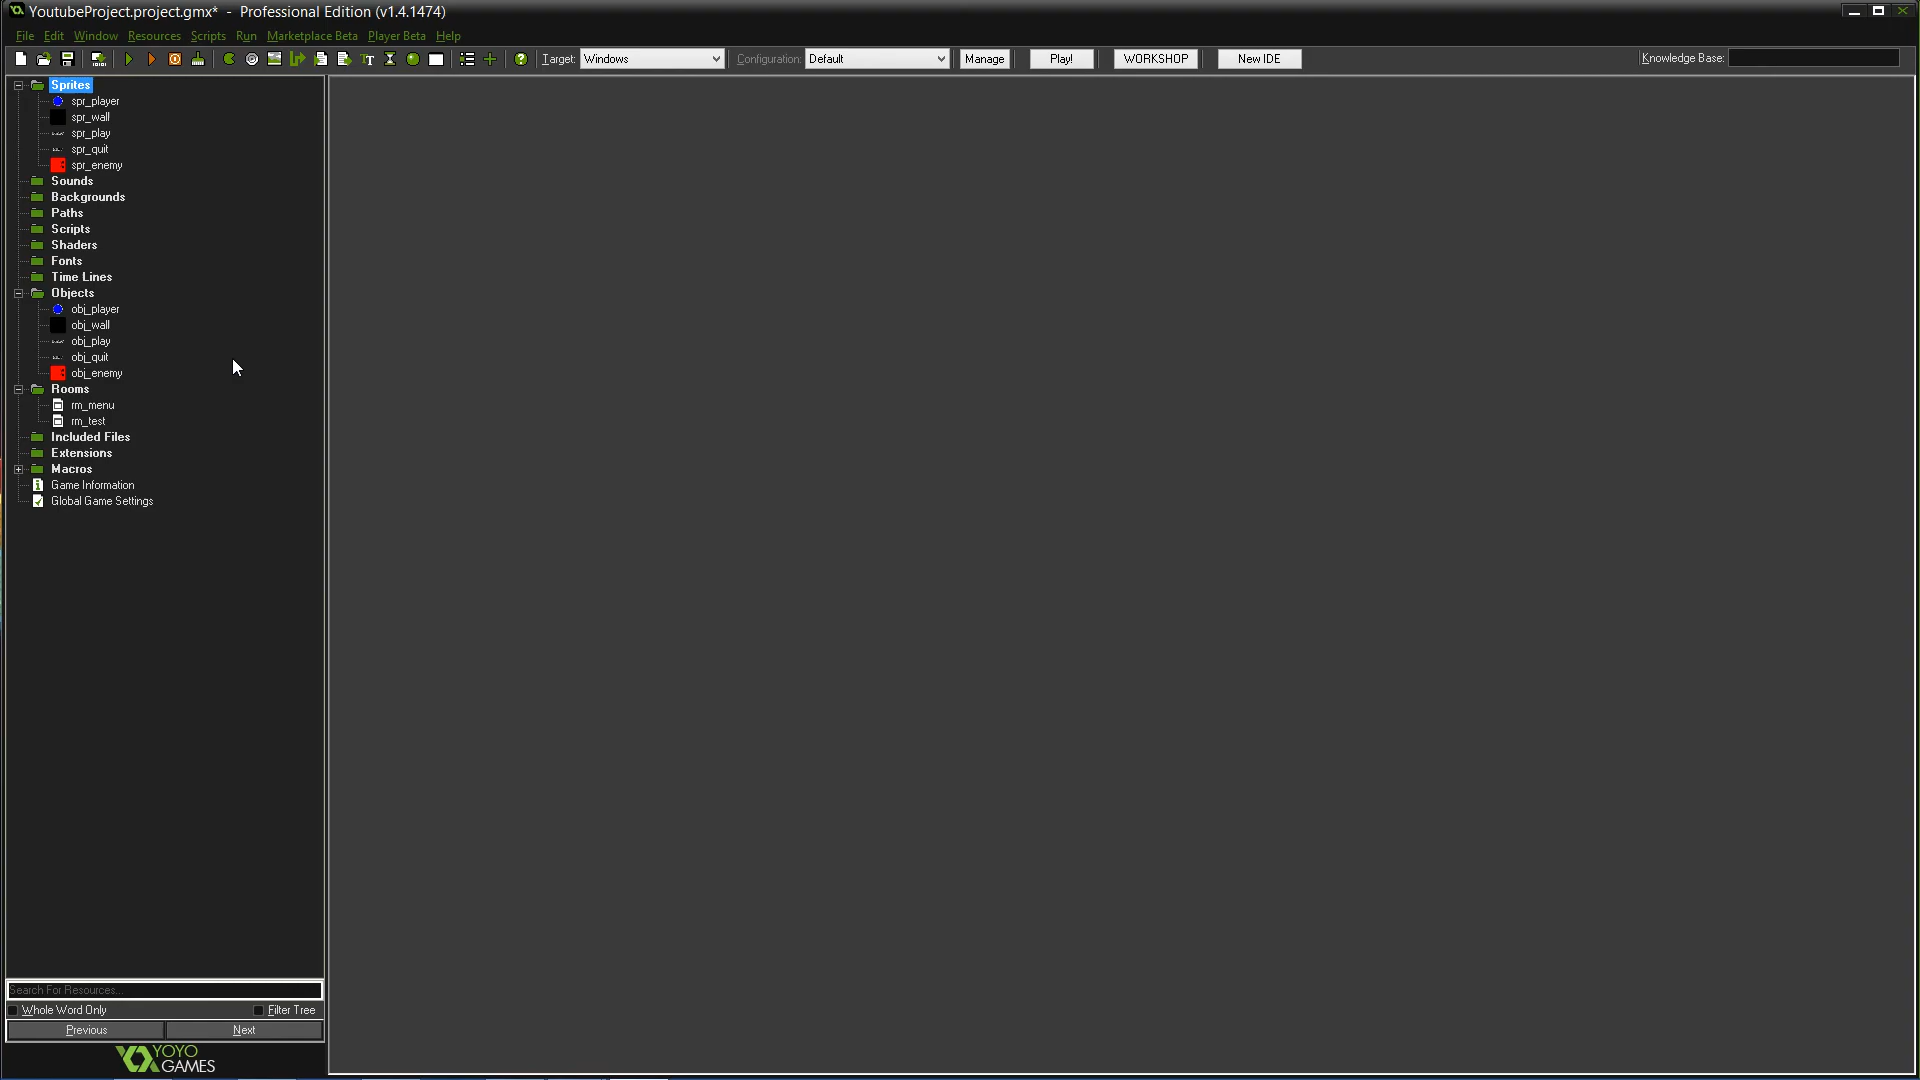 YoutubeProject.project.gmx* - Professional Edition (v1.4.1474)
File Edit Window Resources Scripts Run Marketplace Beta Player Beta Help
Target: Windows Configuration: Default Manage Play! WORKSHOP New IDE Knowledge Base:
Sprites
spr_player
spr_wall
spr_play
spr_quit
spr_enemy
Sounds
Backgrounds
Paths
Scripts
Shaders
Fonts
Time Lines
Objects
obj_player
obj_wall
obj_play
obj_quit
obj_enemy
Rooms
rm_menu
rm_test
Included Files
Extensions
Macros
Game Information
Global Game Settings
Search For Resources...
Whole Word Only Filter Tree
Previous Next
YOYO
GAMES